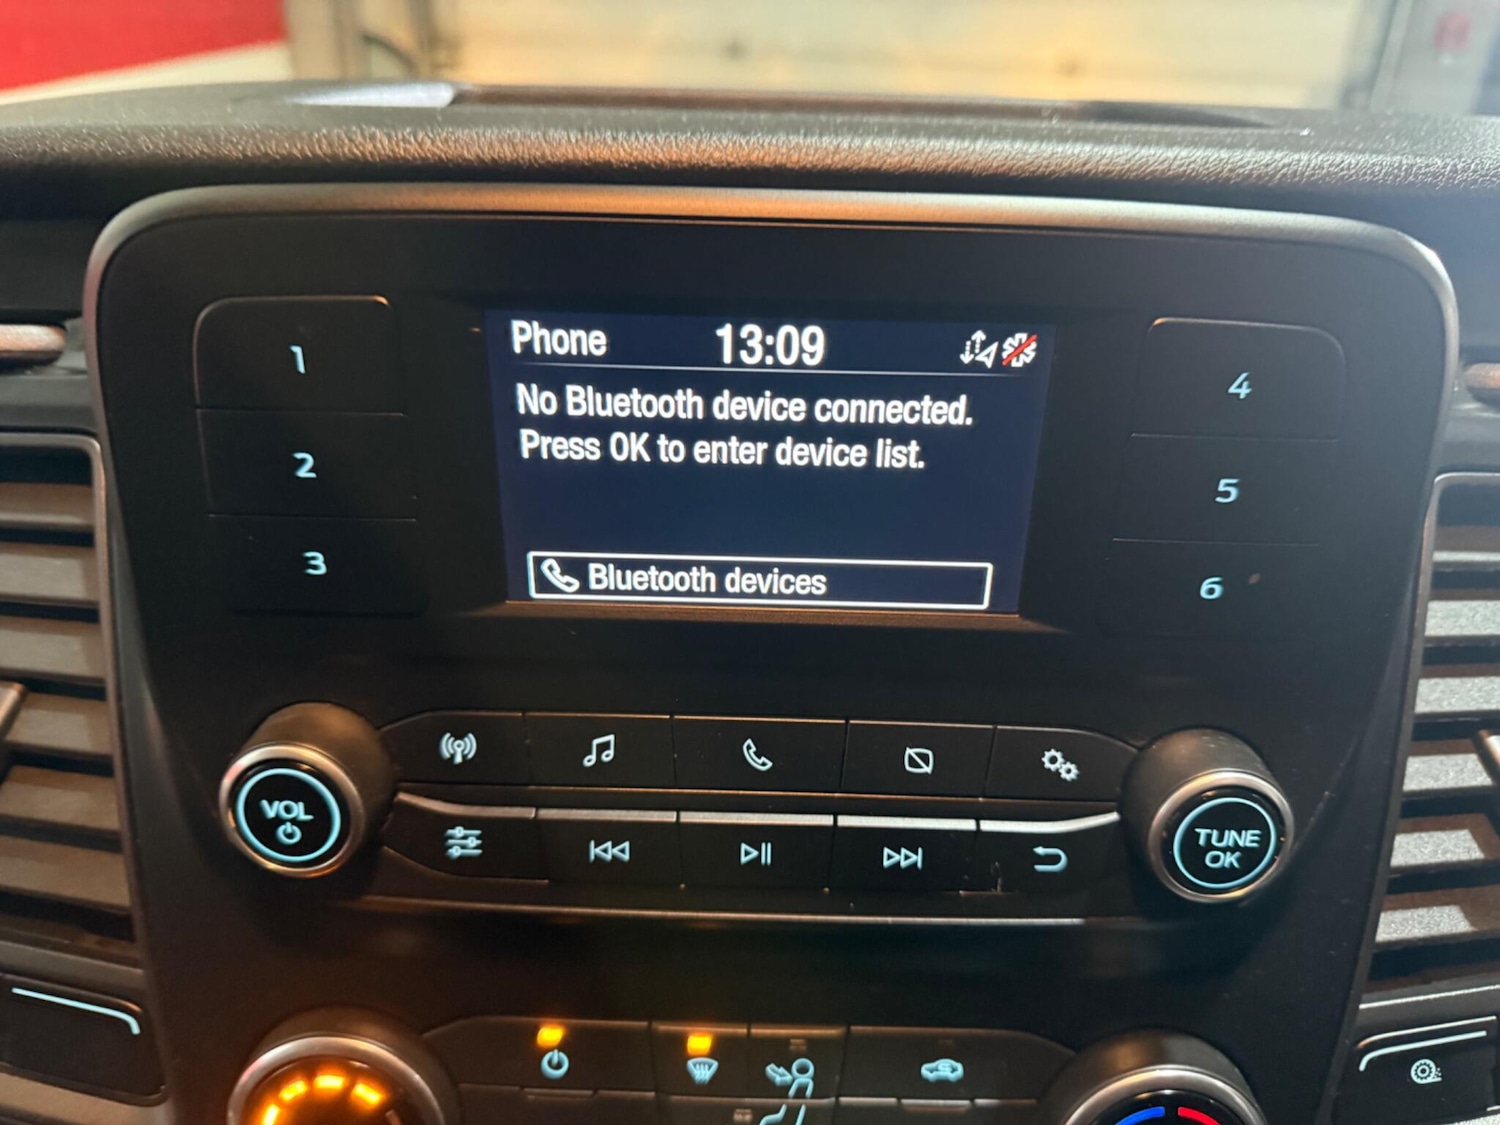 Phone 13:09
No Bluetooth device connected.
Press OK to enter device list.
Bluetooth devices
1
2
3
4
5
6
VOL
TUNE
OK